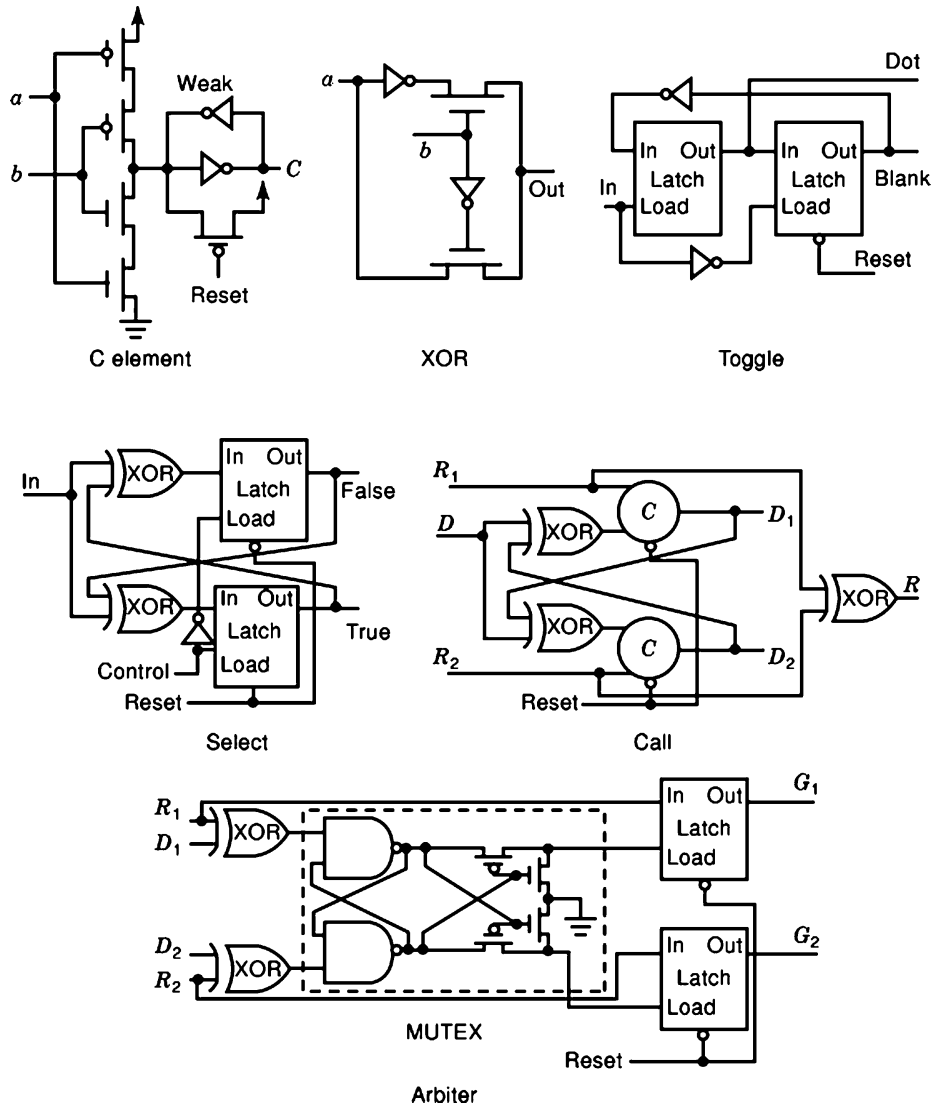 a
b
Weak
C
Reset
C element
a
b
Out
XOR
Dot
In Out
Latch
Load
In Out
Latch
Load
In
Blank
Reset
Toggle
In
XOR
XOR
In Out
Latch
Load
False
In Out
Latch
Load
True
Control
Reset
Select
R1
D
XOR
C
D1
XOR
C
D2
R2
Reset
XOR
R
Call
R1
D1
XOR
D2
R2
XOR
MUTEX
In Out
Latch
Load
G1
In Out
Latch
Load
G2
Reset
Arbiter